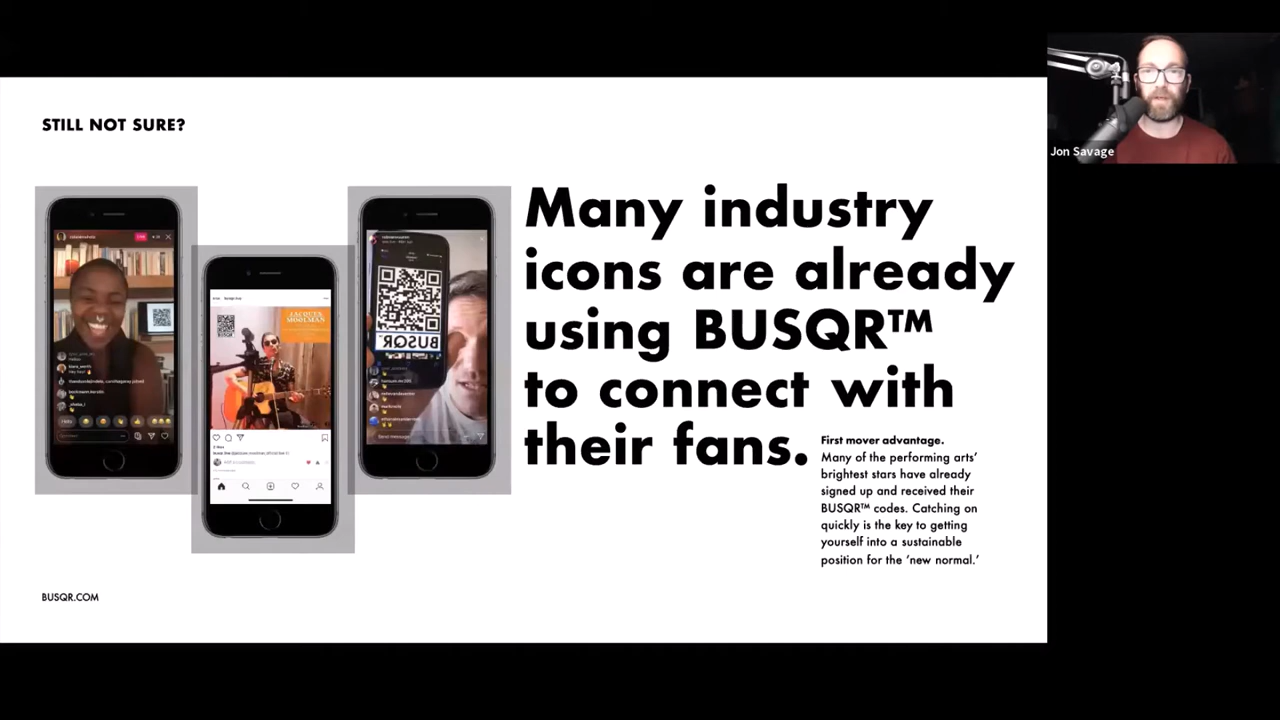 STILL NOT SURE?
Jon Savage
LIVE
JACQUES
MOOLMAN
BUSQR
Many industry
icons are already
using BUSQR™
to connect with
their fans.
First mover advantage.
Many of the performing arts’
brightest stars have already
signed up and received their
BUSQR™ codes. Catching on
quickly is the key to getting
yourself into a sustainable
position for the ‘new normal.’
BUSQR.COM